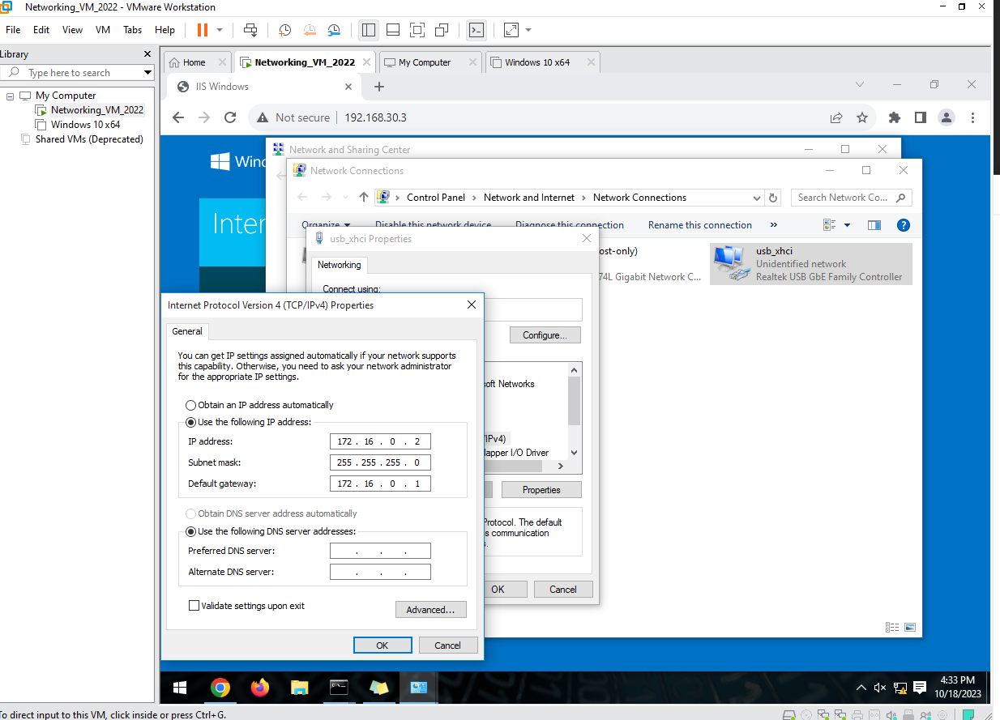 Networking_VM_2022 - VMware Workstation
File Edit View VM Tabs Help
Library
Type here to search
My Computer
Networking_VM_2022
Windows 10 x64
Shared VMs (Deprecated)
Home
Networking_VM_2022
My Computer
Windows 10 x64
IIS Windows
Not secure 192.168.30.3
Wind
Inter
Network and Sharing Center
Network Connections
Control Panel › Network and Internet › Network Connections
Search Network Co...
Organize Disable this network device Diagnose this connection Rename this connection »
ost-only)
74L Gigabit Network C...
usb_xhci
Unidentified network
Realtek USB GbE Family Controller
usb_xhci Properties
Networking
Connect using:
Configure...
soft Networks
/IPv4)
Mapper I/O Driver
Properties
Protocol. The default
s communication
s.
OK Cancel
Internet Protocol Version 4 (TCP/IPv4) Properties
General
You can get IP settings assigned automatically if your network supports
this capability. Otherwise, you need to ask your network administrator
for the appropriate IP settings.
Obtain an IP address automatically
Use the following IP address:
IP address: 172 . 16 . 0 . 2
Subnet mask: 255 . 255 . 255 . 0
Default gateway: 172 . 16 . 0 . 1
Obtain DNS server address automatically
Use the following DNS server addresses:
Preferred DNS server: . . .
Alternate DNS server: . . .
Validate settings upon exit
Advanced...
OK Cancel
4:33 PM
10/18/2023
To direct input to this VM, click inside or press Ctrl+G.